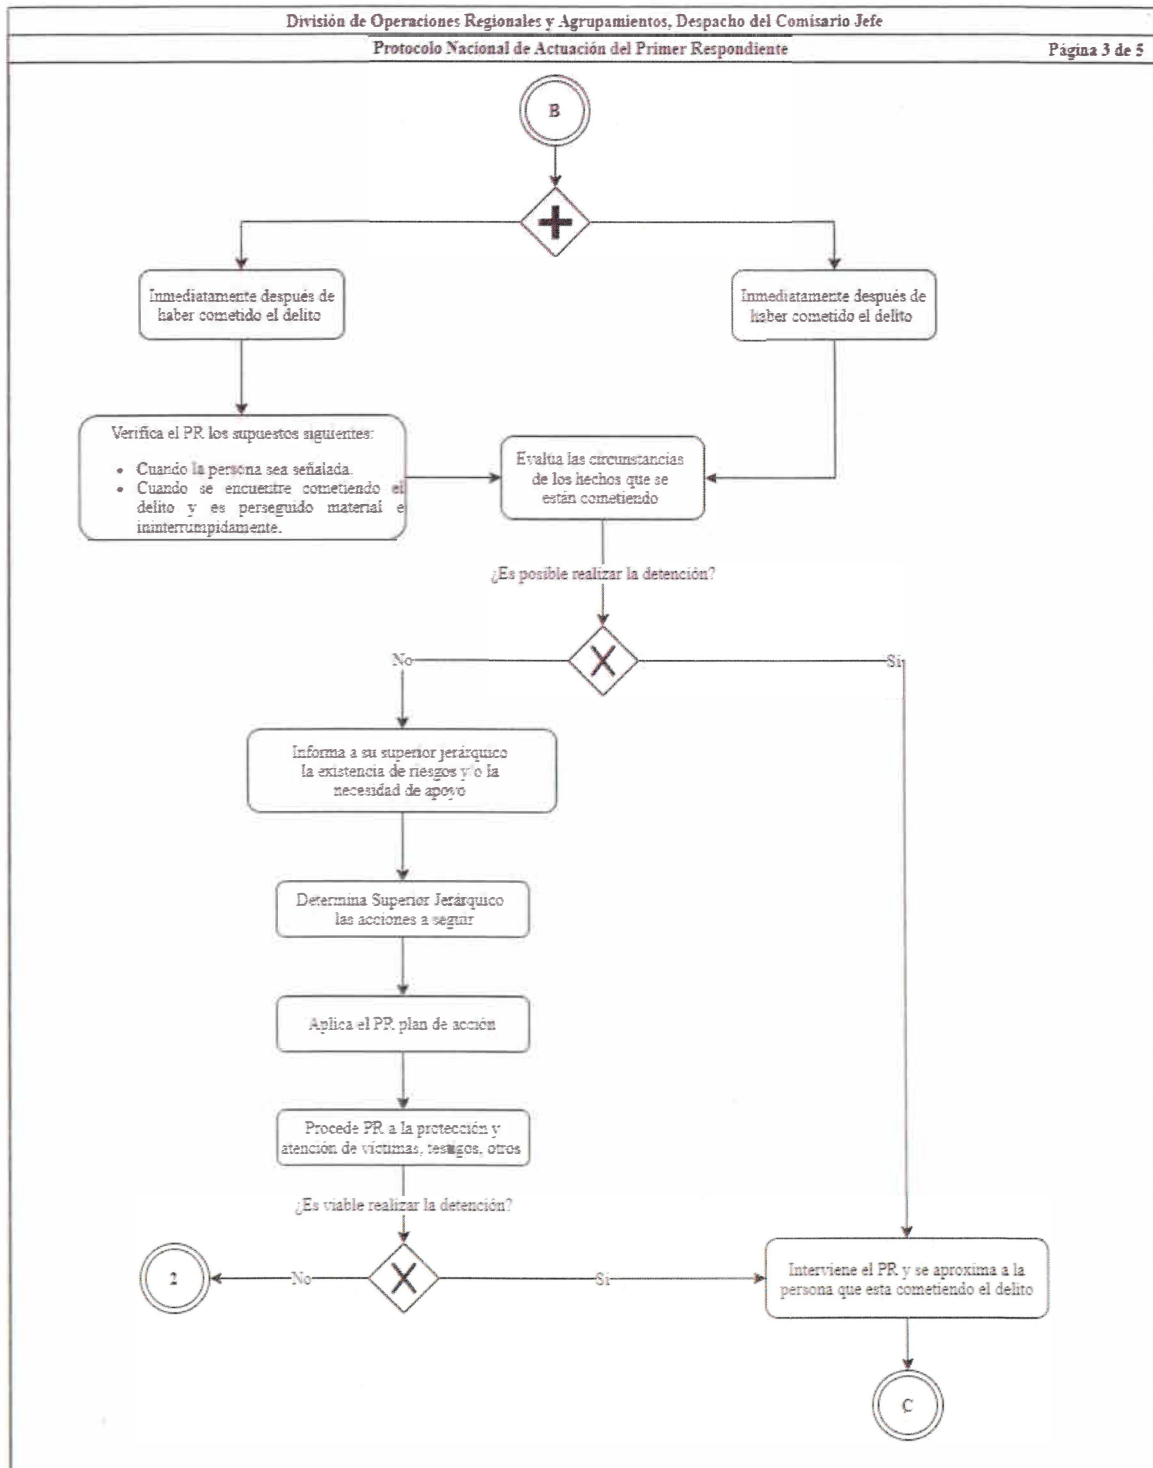 División de Operaciones Regionales y Agrupamientos, Despacho del Comisario Jefe
Protocolo Nacional de Actuación del Primer Respondiente
Página 3 de 5
B
Inmediatamente después de
haber cometido el delito
Inmediatamente después de
haber cometido el delito
Verifica el PR los supuestos siguientes:
• Cuando la persona sea señalada.
• Cuando se encuentre cometiendo el
delito y es perseguido material e
ininterrumpidamente.
Evalúa las circunstancias
de los hechos que se
están cometiendo
¿Es posible realizar la detención?
No
Si
Informa a su superior jerárquico
la existencia de riesgos y/o la
necesidad de apoyo
Determina Superior Jerárquico
las acciones a seguir
Aplica el PR plan de acción
Procede PR a la protección y
atención de víctimas, testigos, otros
¿Es viable realizar la detención?
2
No
Si
Interviene el PR y se aproxima a la
persona que esta cometiendo el delito
C